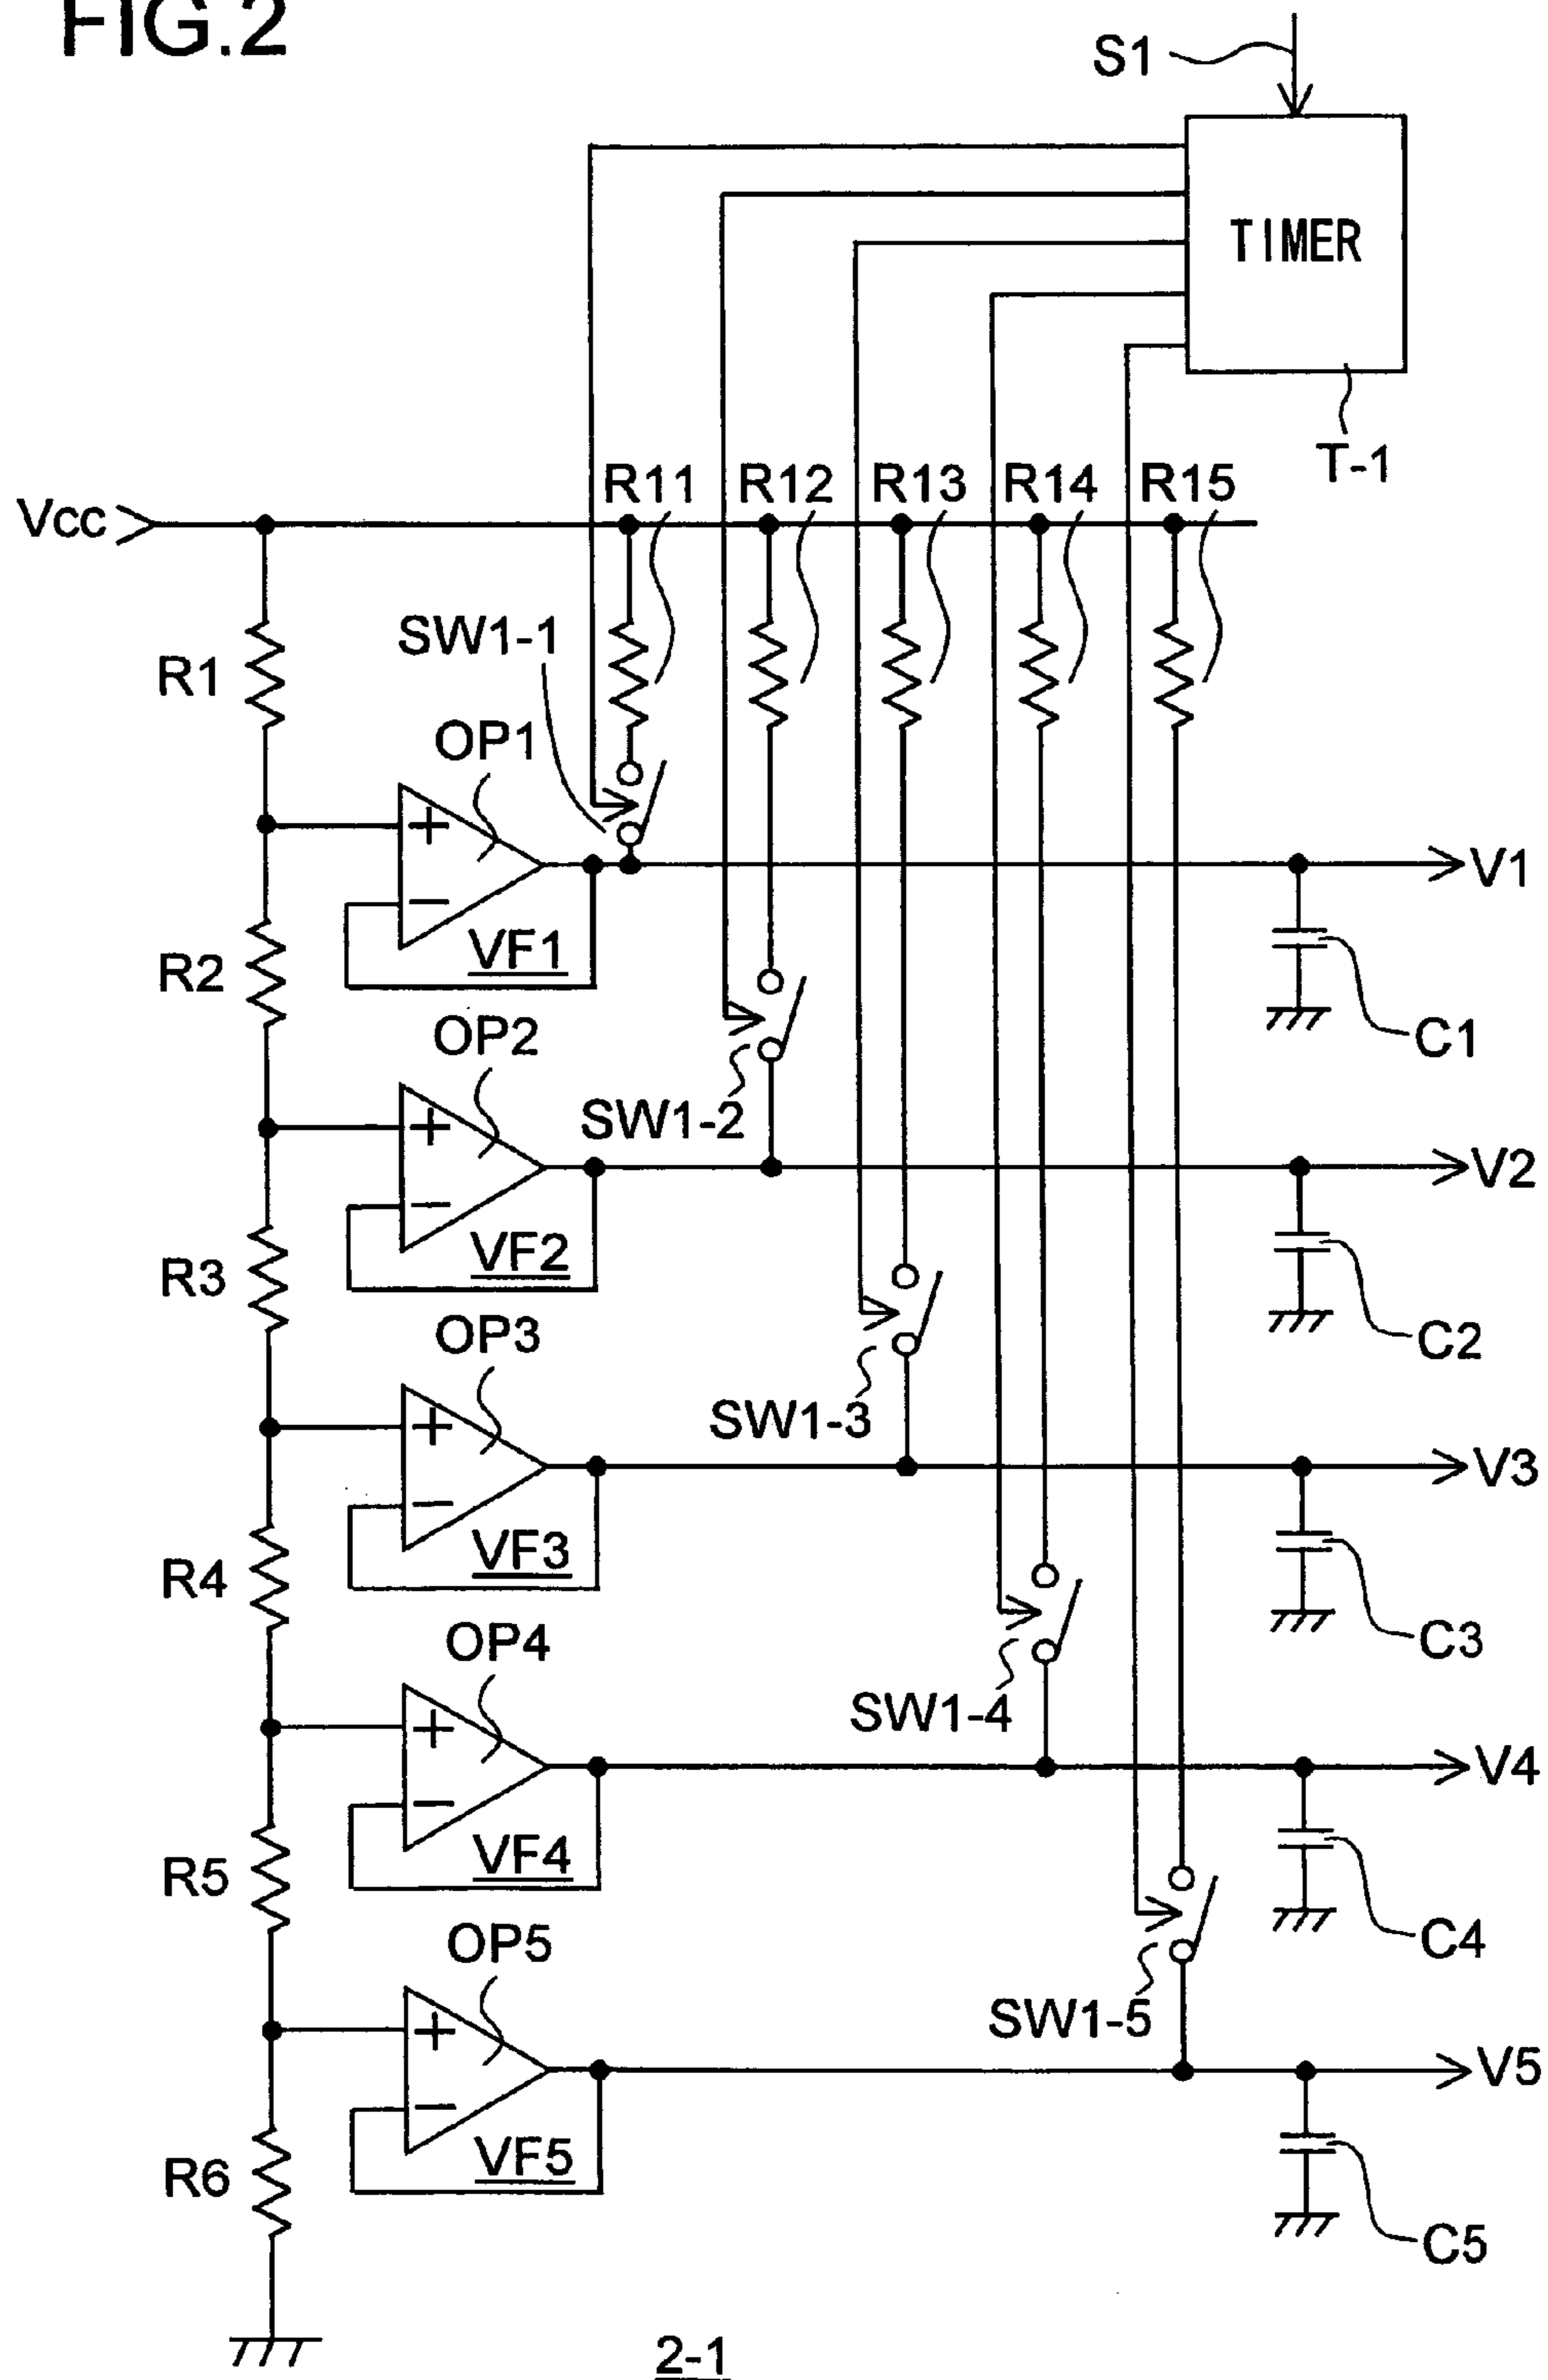 FIG.2
S1
TIMER
T-1
R11 R12 R13 R14 R15
Vcc
SW1-1
R1
OP1
+
−
VF1
V1
R2
C1
OP2
SW1-2
+
−
VF2
V2
R3
C2
OP3
SW1-3
+
−
VF3
V3
R4
C3
OP4
SW1-4
+
−
VF4
V4
R5
C4
OP5
SW1-5
+
−
VF5
V5
R6
C5
2-1